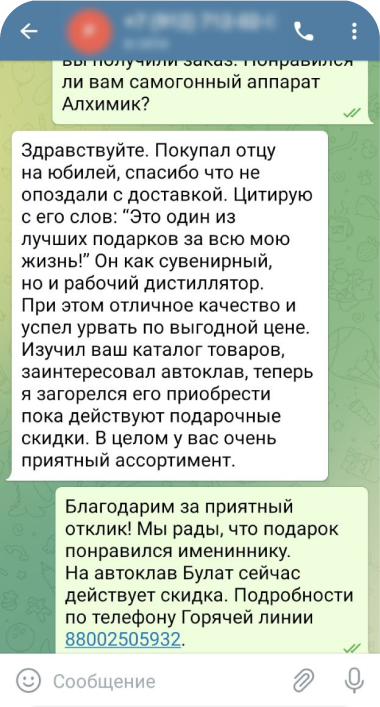 вы получили заказ. Понравился
ли вам самогонный аппарат
Алхимик?
Здравствуйте. Покупал отцу
на юбилей, спасибо что не
опоздали с доставкой. Цитирую
с его слов: “Это один из
лучших подарков за всю мою
жизнь!” Он как сувенирный,
но и рабочий дистиллятор.
При этом отличное качество и
успел урвать по выгодной цене.
Изучил ваш каталог товаров,
заинтересовал автоклав, теперь
я загорелся его приобрести
пока действуют подарочные
скидки. В целом у вас очень
приятный ассортимент.
Благодарим за приятный
отклик! Мы рады, что подарок
понравился имениннику.
На автоклав Булат сейчас
действует скидка. Подробности
по телефону Горячей линии
88002505932.
Сообщение